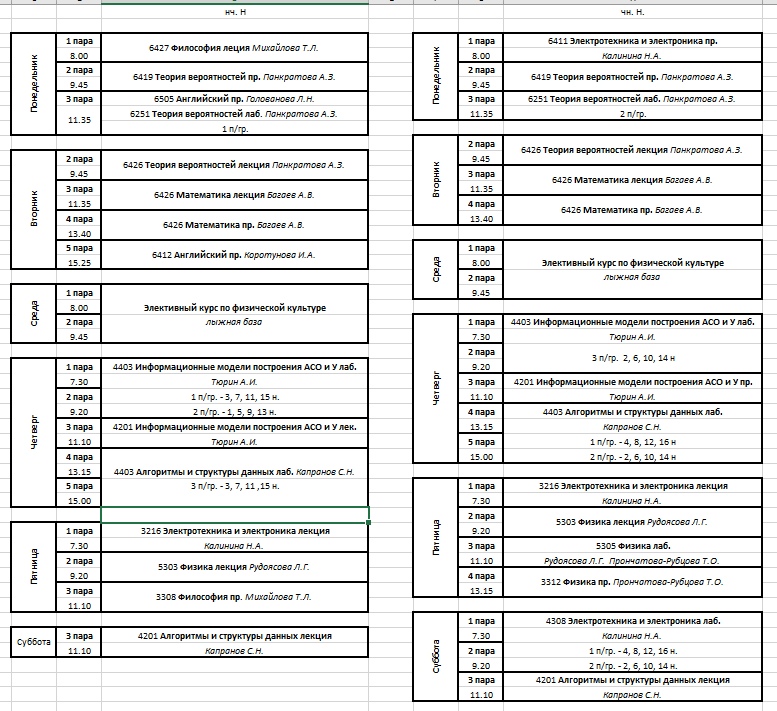 нч. Н
Понедельник
1 пара
8.00
6427 Философия леция Михайлова Т.Л.
2 пара
9.45
6419 Теория вероятностей пр. Панкратова А.З.
3 пара
11.35
6505 Английский пр. Голованова Л.Н.
6251 Теория вероятностей лаб. Панкратова А.З.
1 п/гр.
Вторник
2 пара
9.45
6426 Теория вероятностей лекция Панкратова А.З.
3 пара
11.35
6426 Математика лекция Багаев А.В.
4 пара
13.40
6426 Математика пр. Багаев А.В.
5 пара
15.25
6412 Английский пр. Коротунова И.А.
Среда
1 пара
8.00
2 пара
9.45
Элективный курс по физической культуре
лыжная база
Четверг
1 пара
7.30
4403 Информационные модели построения АСО и У лаб.
Тюрин А.И.
2 пара
9.20
1 п/гр. - 3, 7, 11, 15 н.
2 п/гр. - 1, 5, 9, 13 н.
3 пара
11.10
4201 Информационные модели построения АСО и У лек.
Тюрин А.И.
4 пара
13.15
5 пара
15.00
4403 Алгоритмы и структуры данных лаб. Капранов С.Н.
3 п/гр. - 3, 7, 11 ,15 н.
Пятница
1 пара
7.30
3216 Электротехника и электроника лекция
Калинина Н.А.
2 пара
9.20
5303 Физика лекция Рудоясова Л.Г.
3 пара
11.10
3308 Философия пр. Михайлова Т.Л.
Суббота
3 пара
11.10
4201 Алгоритмы и структуры данных лекция
Капранов С.Н.
чн. Н.
Понедельник
1 пара
8.00
6411 Электротехника и электроника пр.
Калинина Н.А.
2 пара
9.45
6419 Теория вероятностей пр. Панкратова А.З.
3 пара
11.35
6251 Теория вероятностей лаб. Панкратова А.З.
2 п/гр.
Вторник
2 пара
9.45
6426 Теория вероятностей лекция Панкратова А.З.
3 пара
11.35
6426 Математика лекция Багаев А.В.
4 пара
13.40
6426 Математика пр. Багаев А.В.
Среда
1 пара
8.00
2 пара
9.45
Элективный курс по физической культуре
лыжная база
Четверг
1 пара
7.30
4403 Информационные модели построения АСО и У лаб.
Тюрин А.И.
2 пара
9.20
3 п/гр. 2, 6, 10, 14 н
3 пара
11.10
4201 Информационные модели построения АСО и У пр.
Тюрин А.И.
4 пара
13.15
4403 Алгоритмы и структуры данных лаб.
Капранов С.Н.
5 пара
15.00
1 п/гр. - 4, 8, 12, 16 н
2 п/гр. - 2, 6, 10, 14 н
Пятница
1 пара
7.30
3216 Электротехника и электроника лекция
Калинина Н.А.
2 пара
9.20
5303 Физика лекция Рудоясова Л.Г.
3 пара
11.10
5305 Физика лаб.
Рудоясова Л.Г. Прончатова-Рубцова Т.О.
4 пара
13.15
3312 Физика пр. Прончатова-Рубцова Т.О.
Суббота
1 пара
7.30
4308 Электротехника и электроника лаб.
Калинина Н.А.
2 пара
9.20
1 п/гр. - 4, 8, 12, 16 н.
2 п/гр. - 2, 6, 10, 14 н.
3 пара
11.10
4201 Алгоритмы и структуры данных лекция
Капранов С.Н.